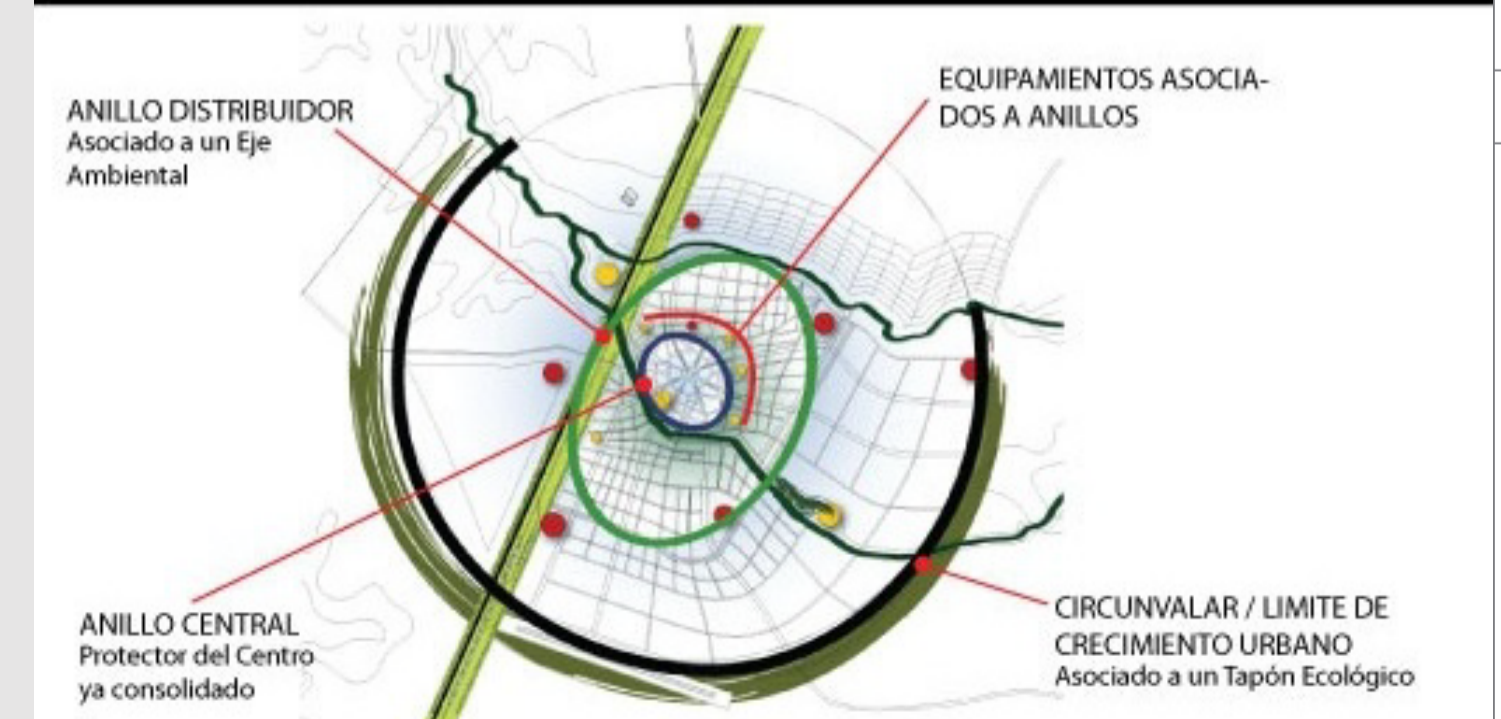 ANILLO DISTRIBUIDOR
Asociado a un Eje
Ambiental
EQUIPAMIENTOS ASOCIA-
DOS A ANILLOS
ANILLO CENTRAL
Protector del Centro
ya consolidado
CIRCUNVALAR / LIMITE DE
CRECIMIENTO URBANO
Asociado a un Tapón Ecológico